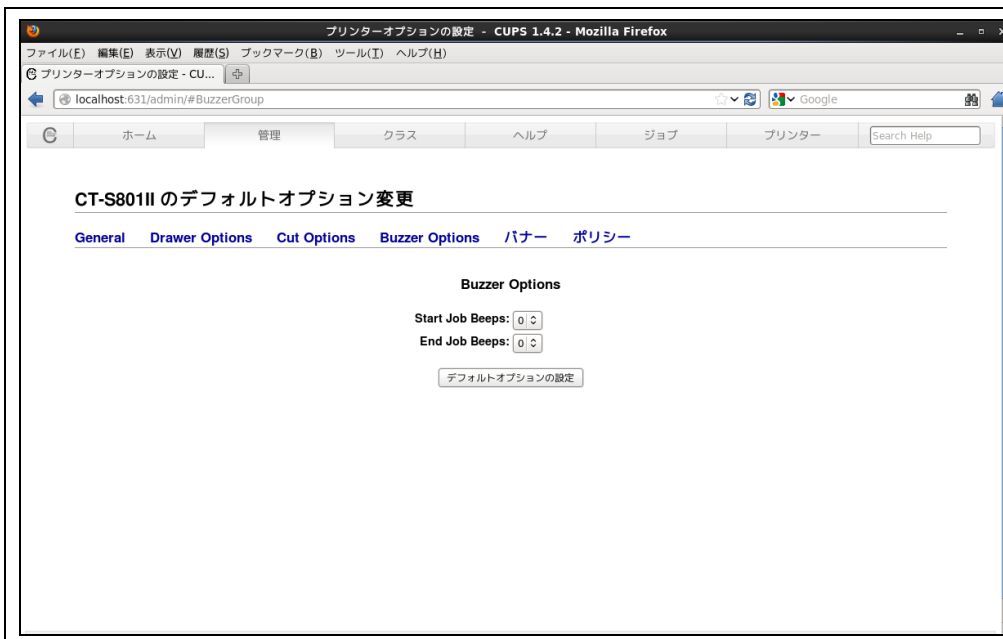 プリンターオプションの設定 - CUPS 1.4.2 - Mozilla Firefox
ファイル(F) 編集(E) 表示(V) 履歴(S) ブックマーク(B) ツール(T) ヘルプ(H)
プリンターオプションの設定 - CU...
localhost:631/admin/#BuzzerGroup Google
ホーム 管理 クラス ヘルプ ジョブ プリンター Search Help
CT-S801II のデフォルトオプション変更
General Drawer Options Cut Options Buzzer Options バナー ポリシー
Buzzer Options
Start Job Beeps: 0
End Job Beeps: 0
デフォルトオプションの設定